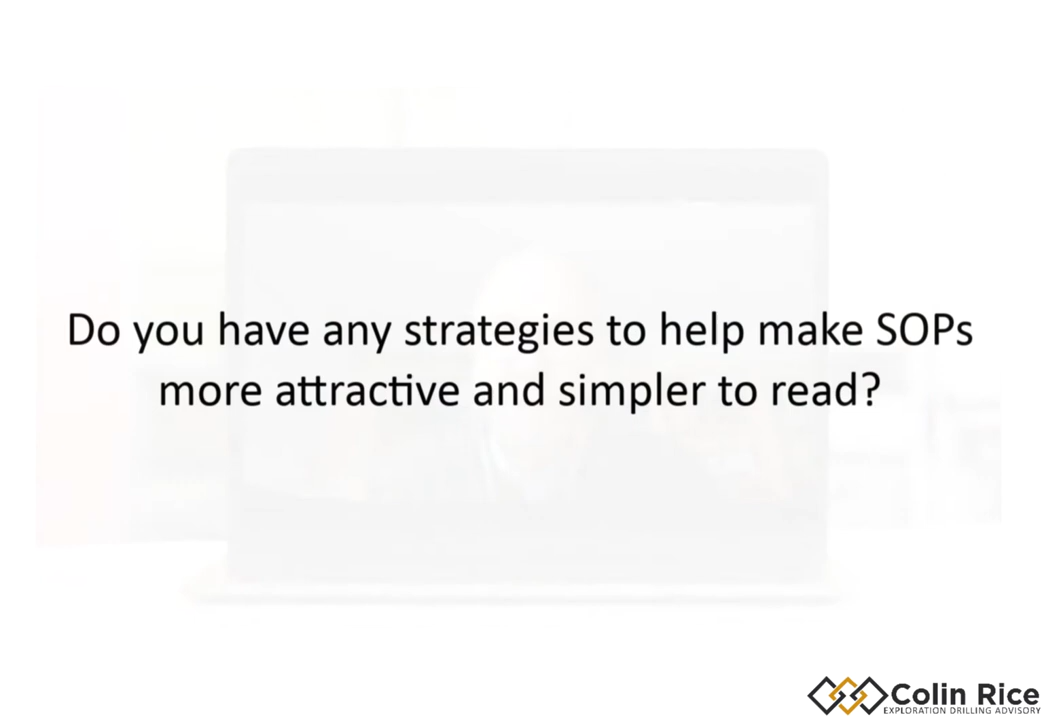 Do you have any strategies to help make SOPs
more attractive and simpler to read?
Colin Rice
EXPLORATION DRILLING ADVISORY